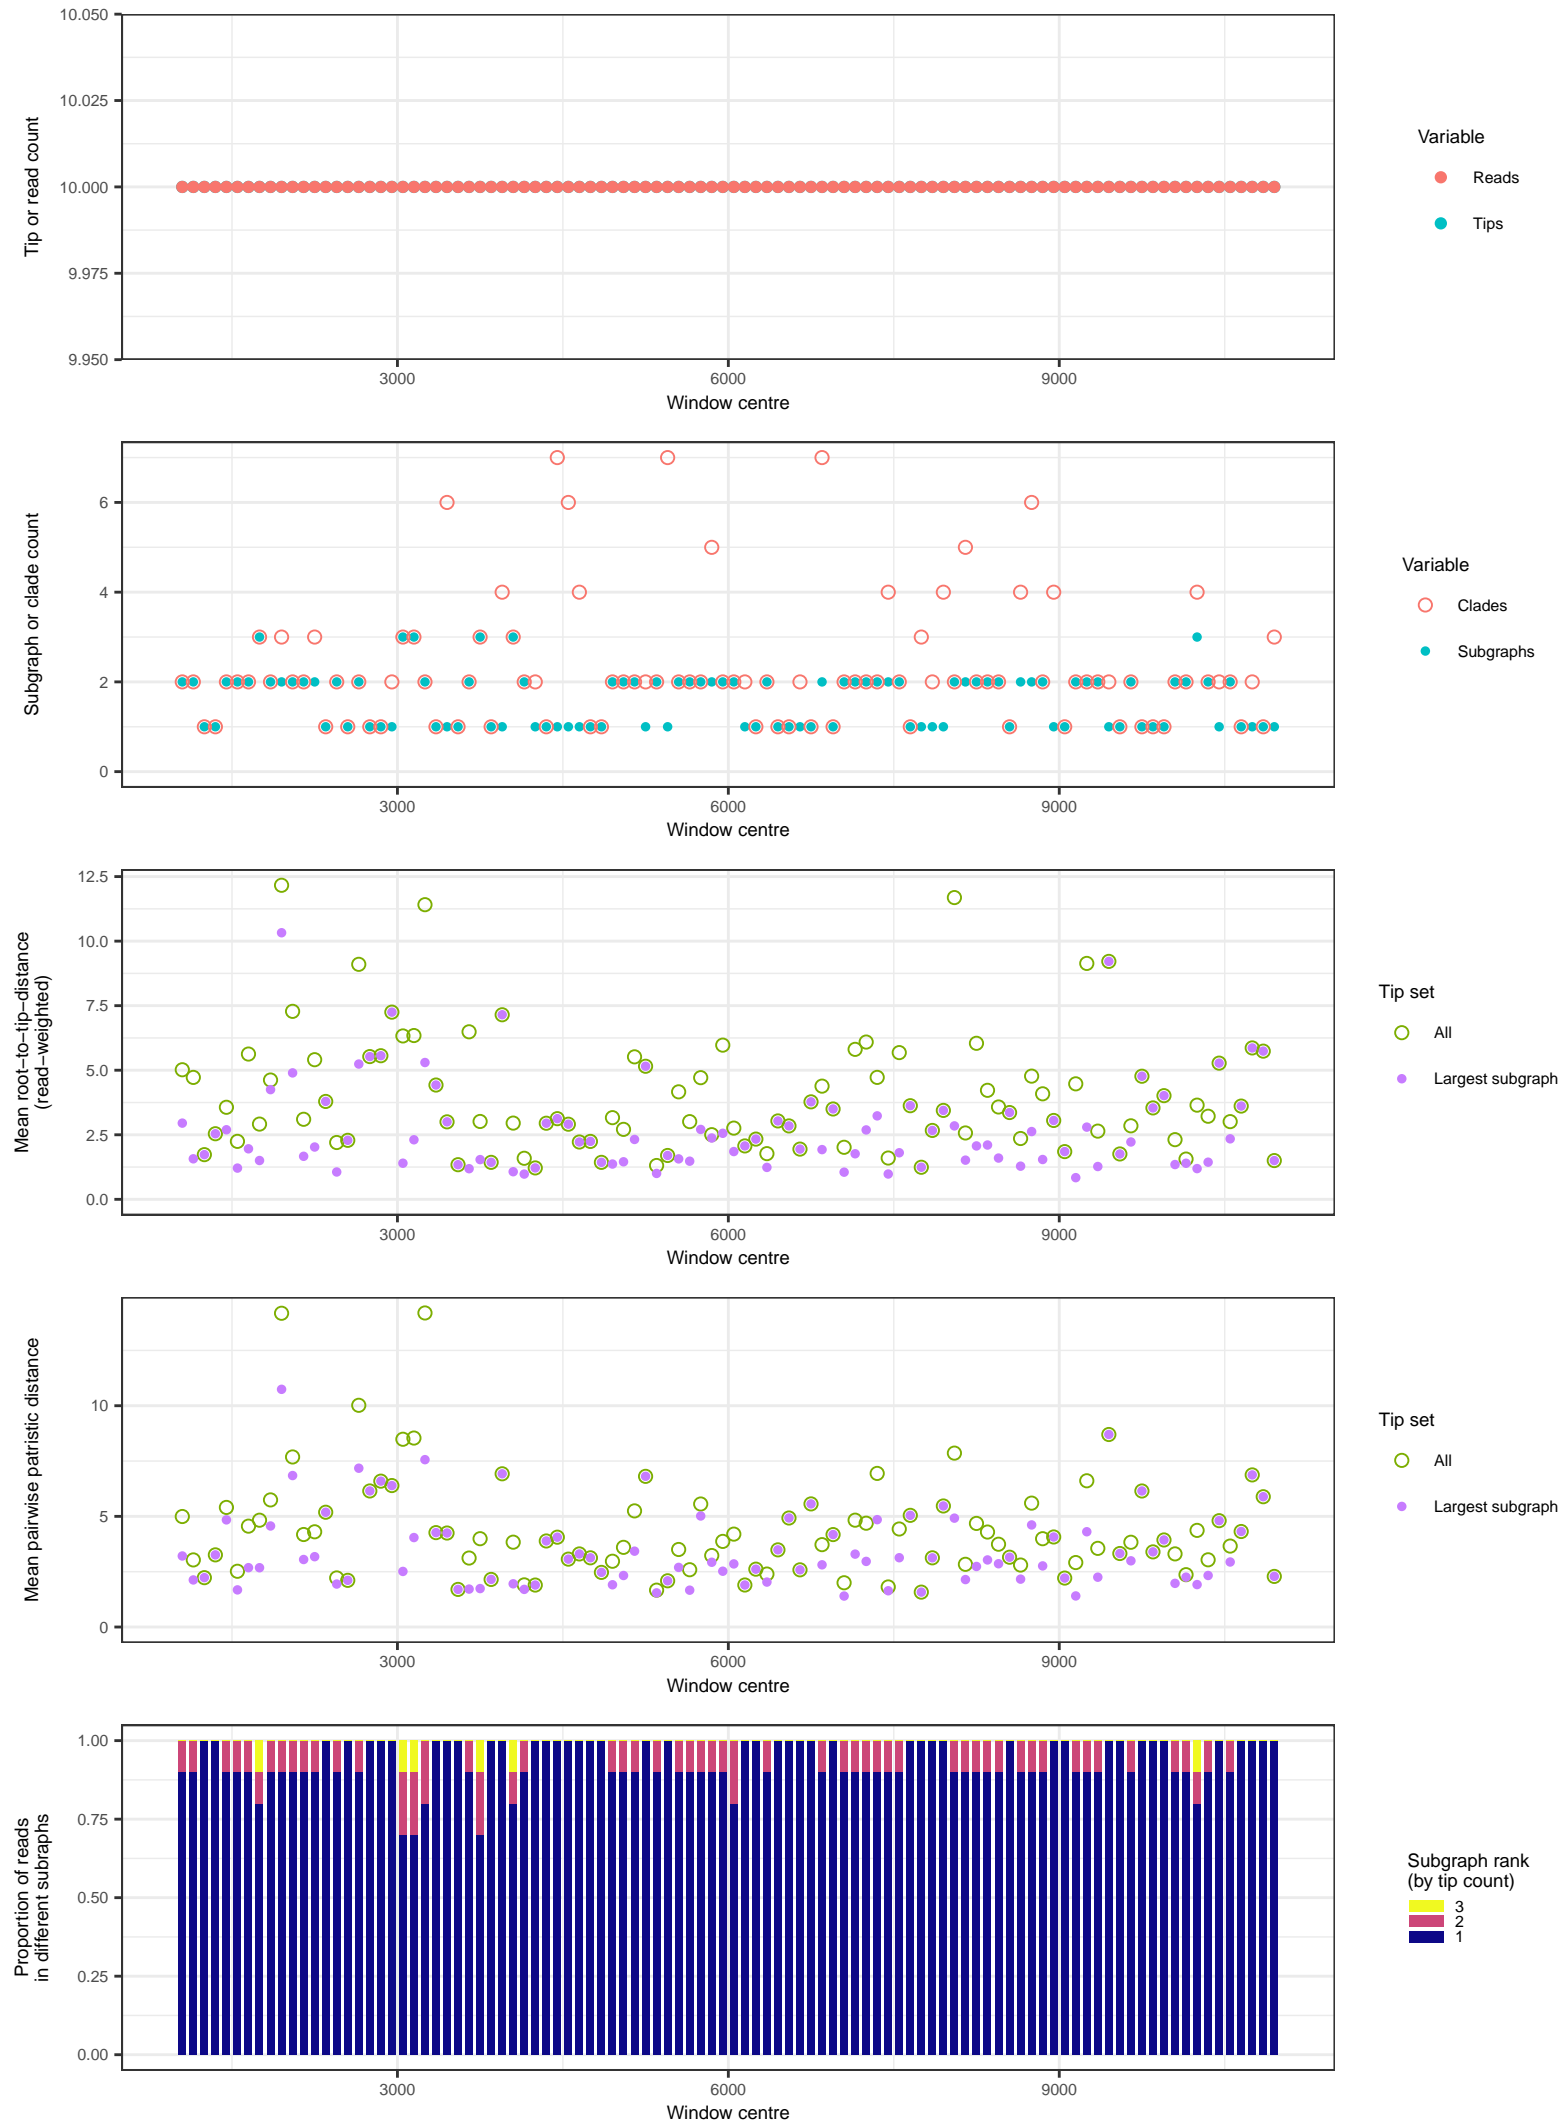 10.050
10.025
10.000
9.975
9.950
Tip or read count
3000
6000
9000
Window centre
Variable
Reads
Tips
6
4
2
0
Subgraph or clade count
3000
6000
9000
Window centre
Variable
Clades
Subgraphs
12.5
10.0
7.5
5.0
2.5
0.0
Mean root−to−tip−distance
(read−weighted)
3000
6000
9000
Window centre
Tip set
All
Largest subgraph
10
5
0
Mean pairwise patristic distance
3000
6000
9000
Window centre
Tip set
All
Largest subgraph
1.00
0.75
0.50
0.25
0.00
Proportion of reads
in different subraphs
3000
6000
9000
Window centre
Subgraph rank
(by tip count)
3
2
1